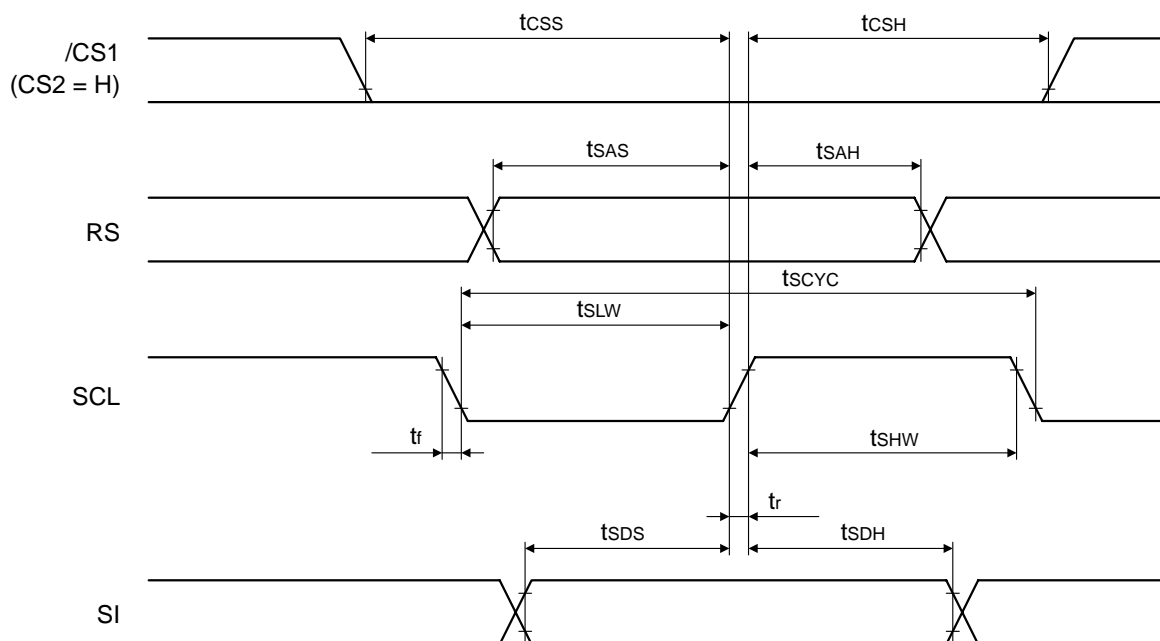 tCSS
tCSH
/CS1
(CS2 = H)
tSAS
tSAH
RS
tSCYC
tSLW
SCL
tf
tSHW
tr
tSDS
tSDH
SI